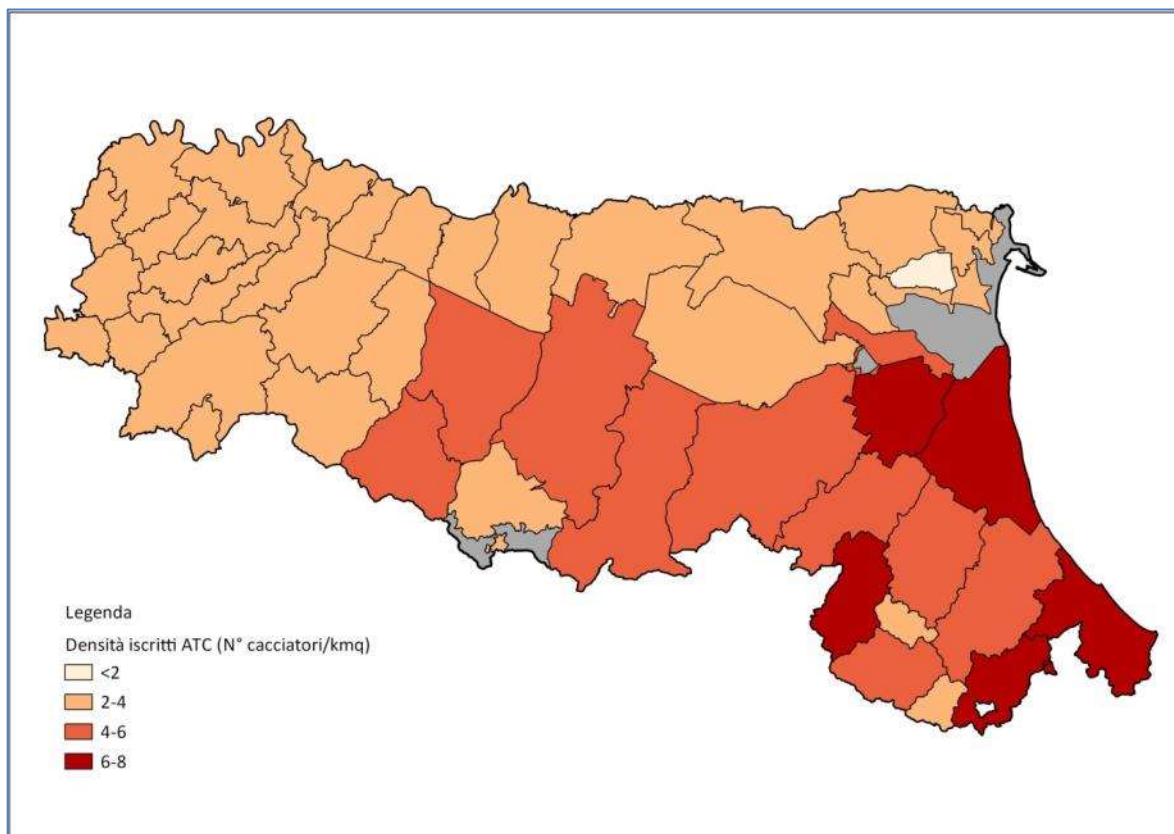 Legenda
Densità iscritti ATC (N° cacciatori/kmq)
<2
2-4
4-6
6-8